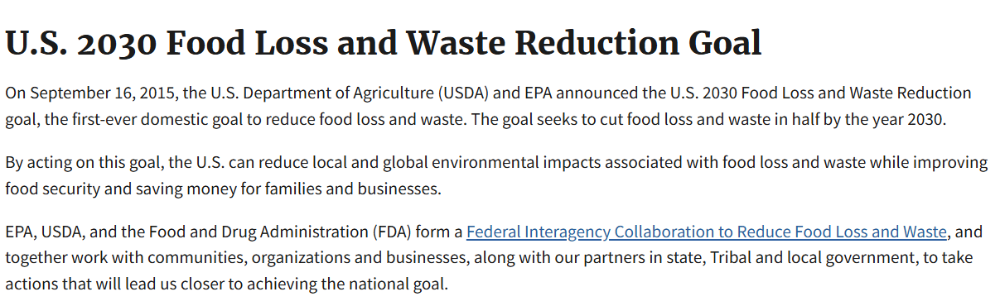 U.S. 2030 Food Loss and Waste Reduction Goal
On September 16, 2015, the U.S. Department of Agriculture (USDA) and EPA announced the U.S. 2030 Food Loss and Waste Reduction
goal, the first-ever domestic goal to reduce food loss and waste. The goal seeks to cut food loss and waste in half by the year 2030.
By acting on this goal, the U.S. can reduce local and global environmental impacts associated with food loss and waste while improving
food security and saving money for families and businesses.
EPA, USDA, and the Food and Drug Administration (FDA) form a Federal Interagency Collaboration to Reduce Food Loss and Waste, and
together work with communities, organizations and businesses, along with our partners in state, Tribal and local government, to take
actions that will lead us closer to achieving the national goal.